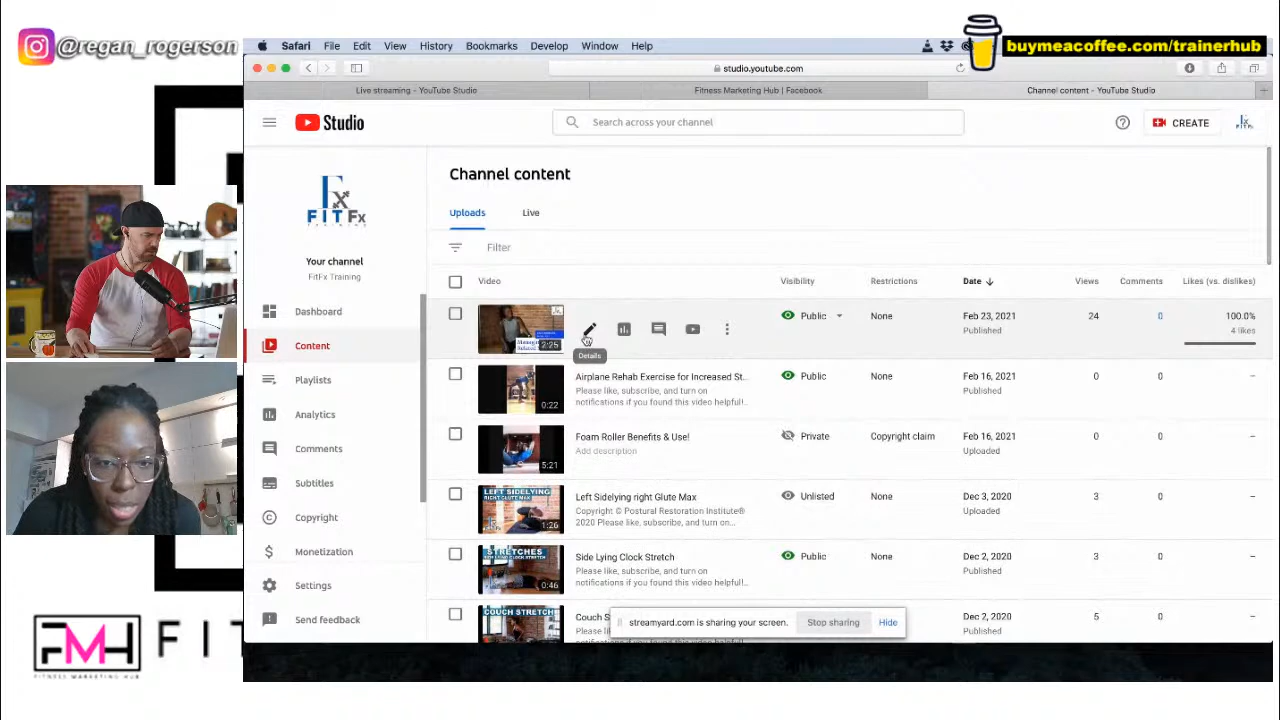 @regan_rogerson
buymeacoffee.com/trainerhub
Safari File Edit View History Bookmarks Develop Window Help
studio.youtube.com
Live streaming - YouTube Studio
Fitness Marketing Hub | Facebook
Channel content - YouTube Studio
Studio
Search across your channel
CREATE
Fx
FITFx
TRAINING
Your channel
FitFx Training
Dashboard
Content
Playlists
Analytics
Comments
Subtitles
Copyright
Monetization
Settings
Send feedback
Channel content
Uploads Live
Filter
Video Visibility Restrictions Date Views Comments Likes (vs. dislikes)
2:25
Details
Public None Feb 23, 2021 24 0 100.0%
Published 4 likes
0:22
Airplane Rehab Exercise for Increased St...
Please like, subscribe, and turn on
notifications if you found this video helpful!...
Public None Feb 16, 2021 0 0 –
Published
5:21
Foam Roller Benefits & Use!
Add description
Private Copyright claim Feb 16, 2021 0 0 –
Uploaded
LEFT SIDELYING
RIGHT GLUTE MAX
1:26
Left Sidelying right Glute Max
Copyright © Postural Restoration Institute®
2020 Please like, subscribe, and turn on...
Unlisted None Dec 3, 2020 3 0 –
Uploaded
STRETCHES
SIDE LYING CLOCK STRETCH
0:46
Side Lying Clock Stretch
Please like, subscribe, and turn on
notifications if you found this video helpful!...
Public None Dec 2, 2020 3 0 –
Published
COUCH STRETCH
Couch S
Dec 2, 2020 5 0 –
Published
streamyard.com is sharing your screen. Stop sharing Hide
FMH
FITNESS MARKETING HUB
FIT